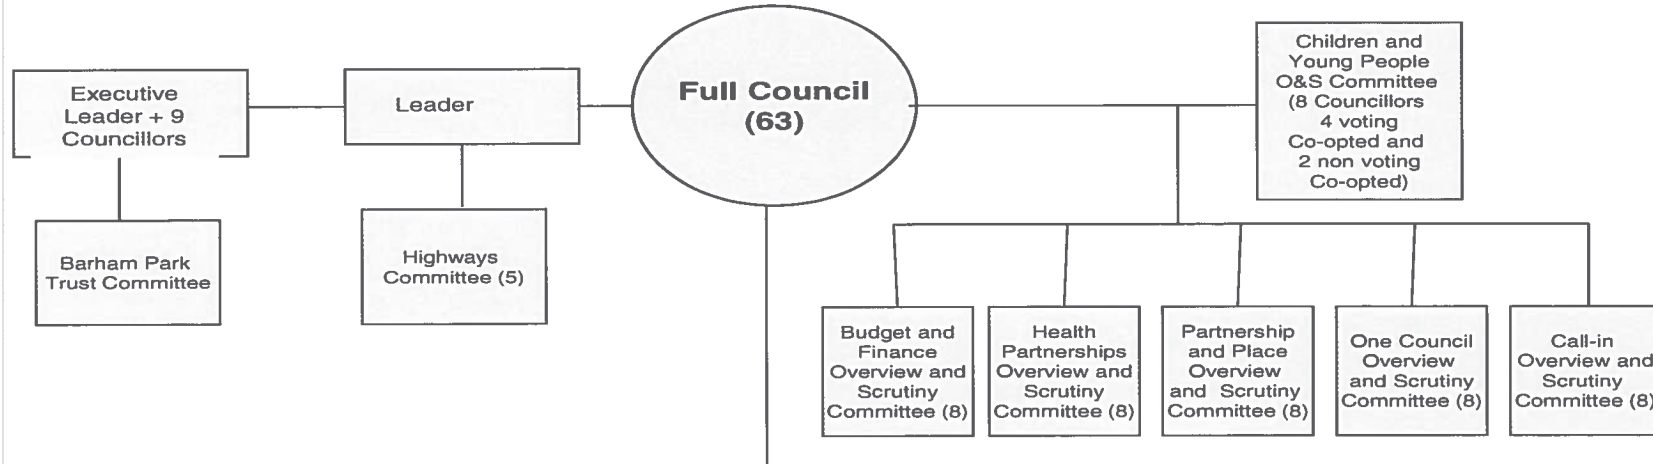 Executive
Leader + 9
Councillors
Leader
Full Council
(63)
Children and
Young People
O&S Committee
(8 Councillors
4 voting
Co-opted and
2 non voting
Co-opted)
Barham Park
Trust Committee
Highways
Committee (5)
Budget and
Finance
Overview and
Scrutiny
Committee (8)
Health
Partnerships
Overview and
Scrutiny
Committee (8)
Partnership
and Place
Overview
and Scrutiny
Committee (8)
One Council
Overview
and Scrutiny
Committee (8)
Call-in
Overview and
Scrutiny
Committee (8)